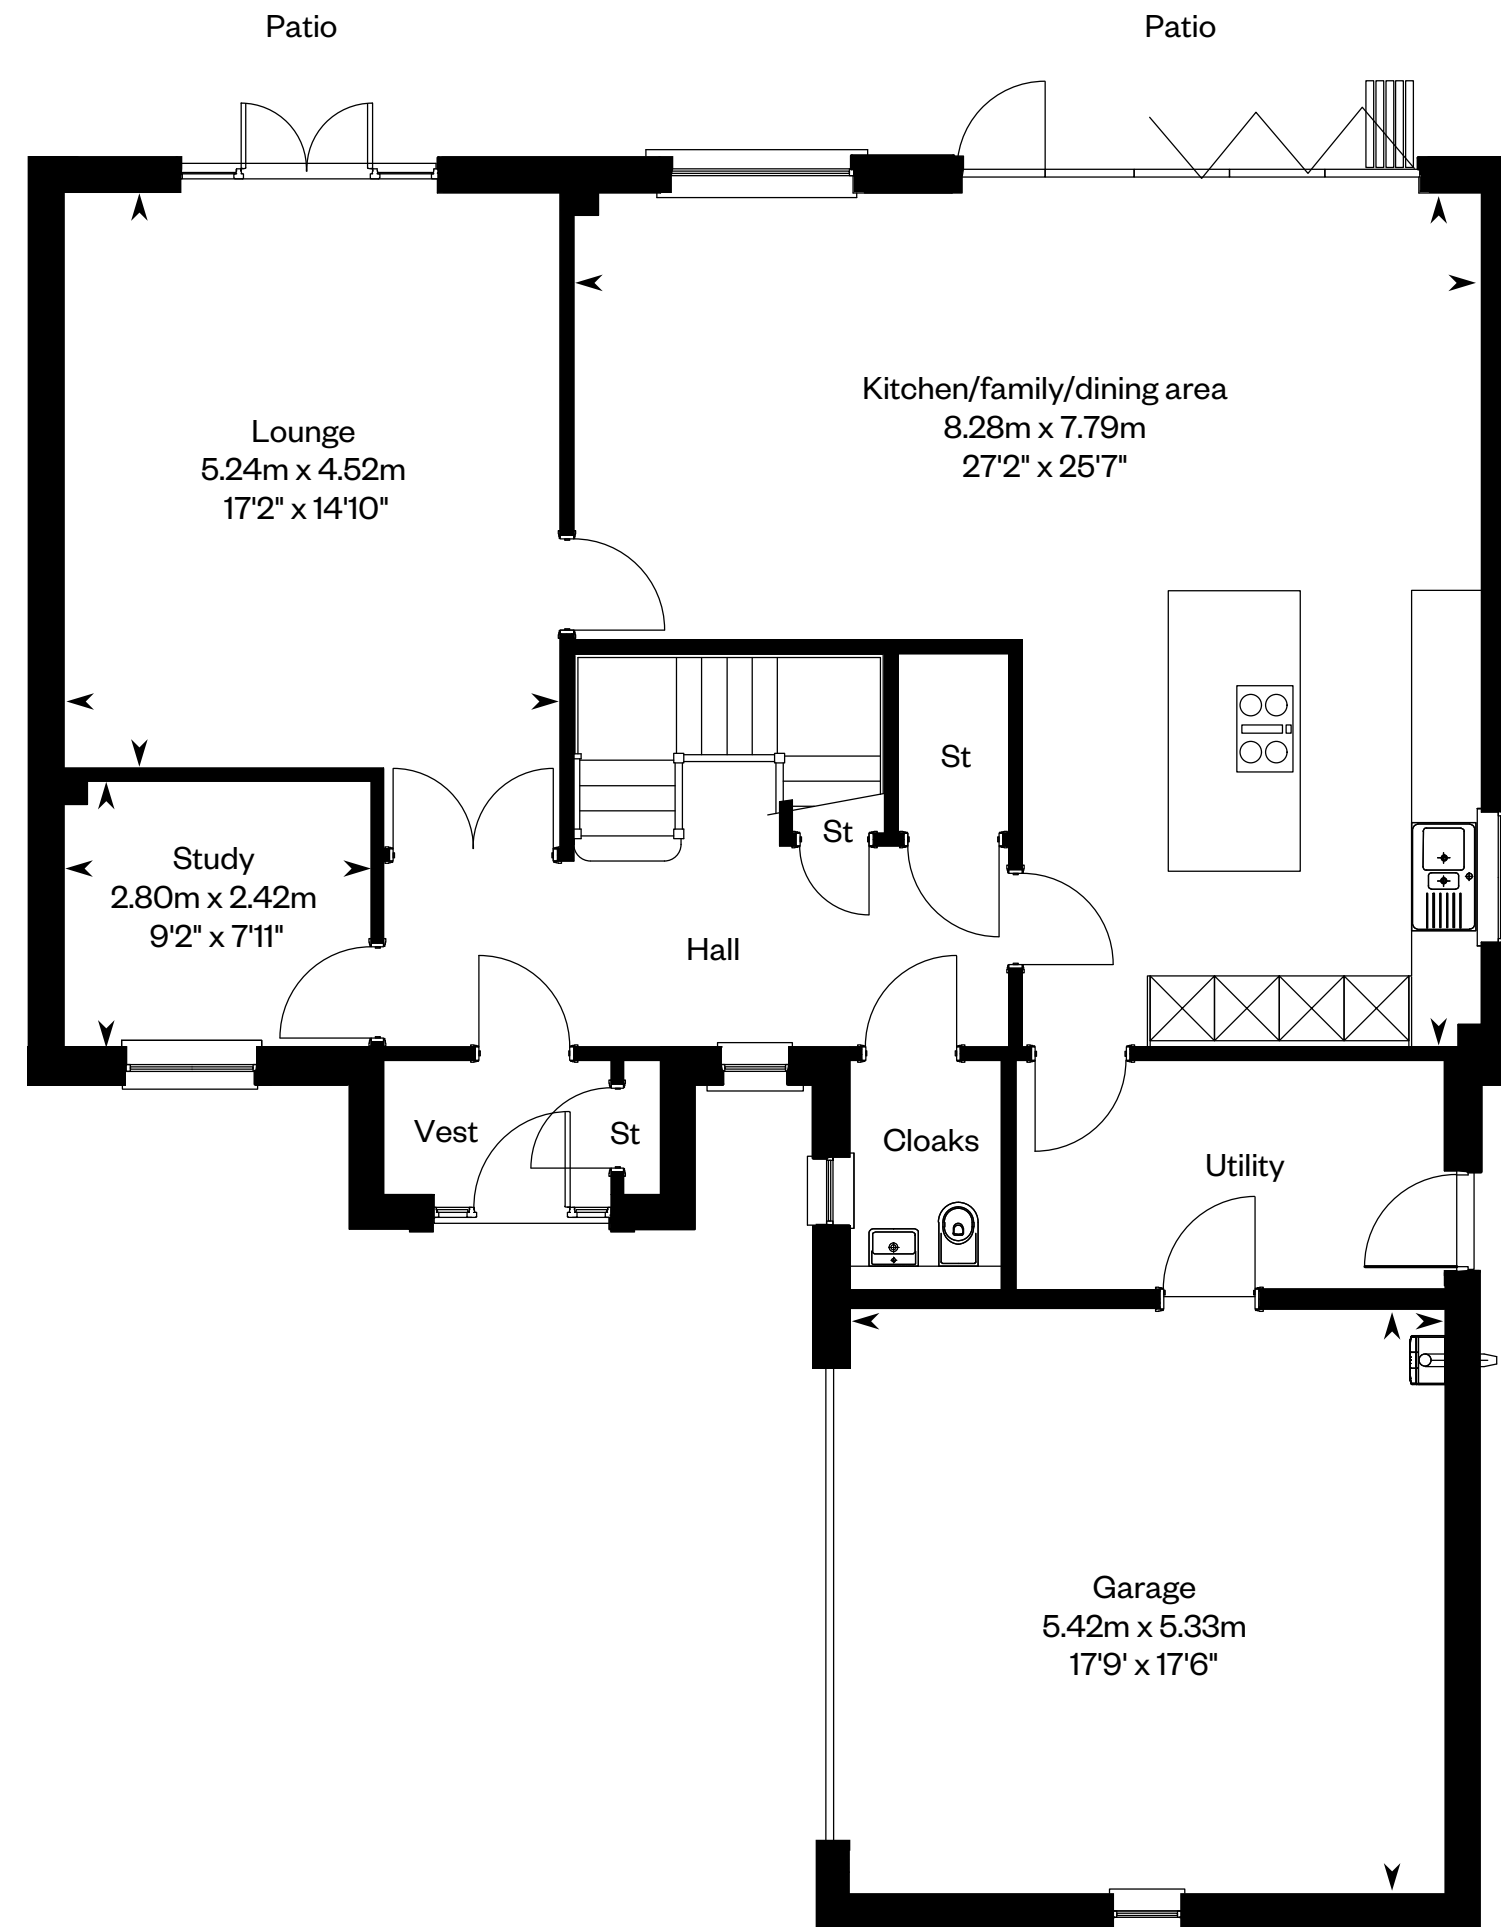 Patio
Patio
Kitchen/family/dining area
8.28m x 7.79m
27'2" x 25'7"
Lounge
5.24m x 4.52m
17'2" x 14'10"
St
St
Study
2.80m x 2.42m
9'2" x 7'11"
Hall
Vest
St
Cloaks
Utility
Garage
5.42m x 5.33m
17'9' x 17'6"